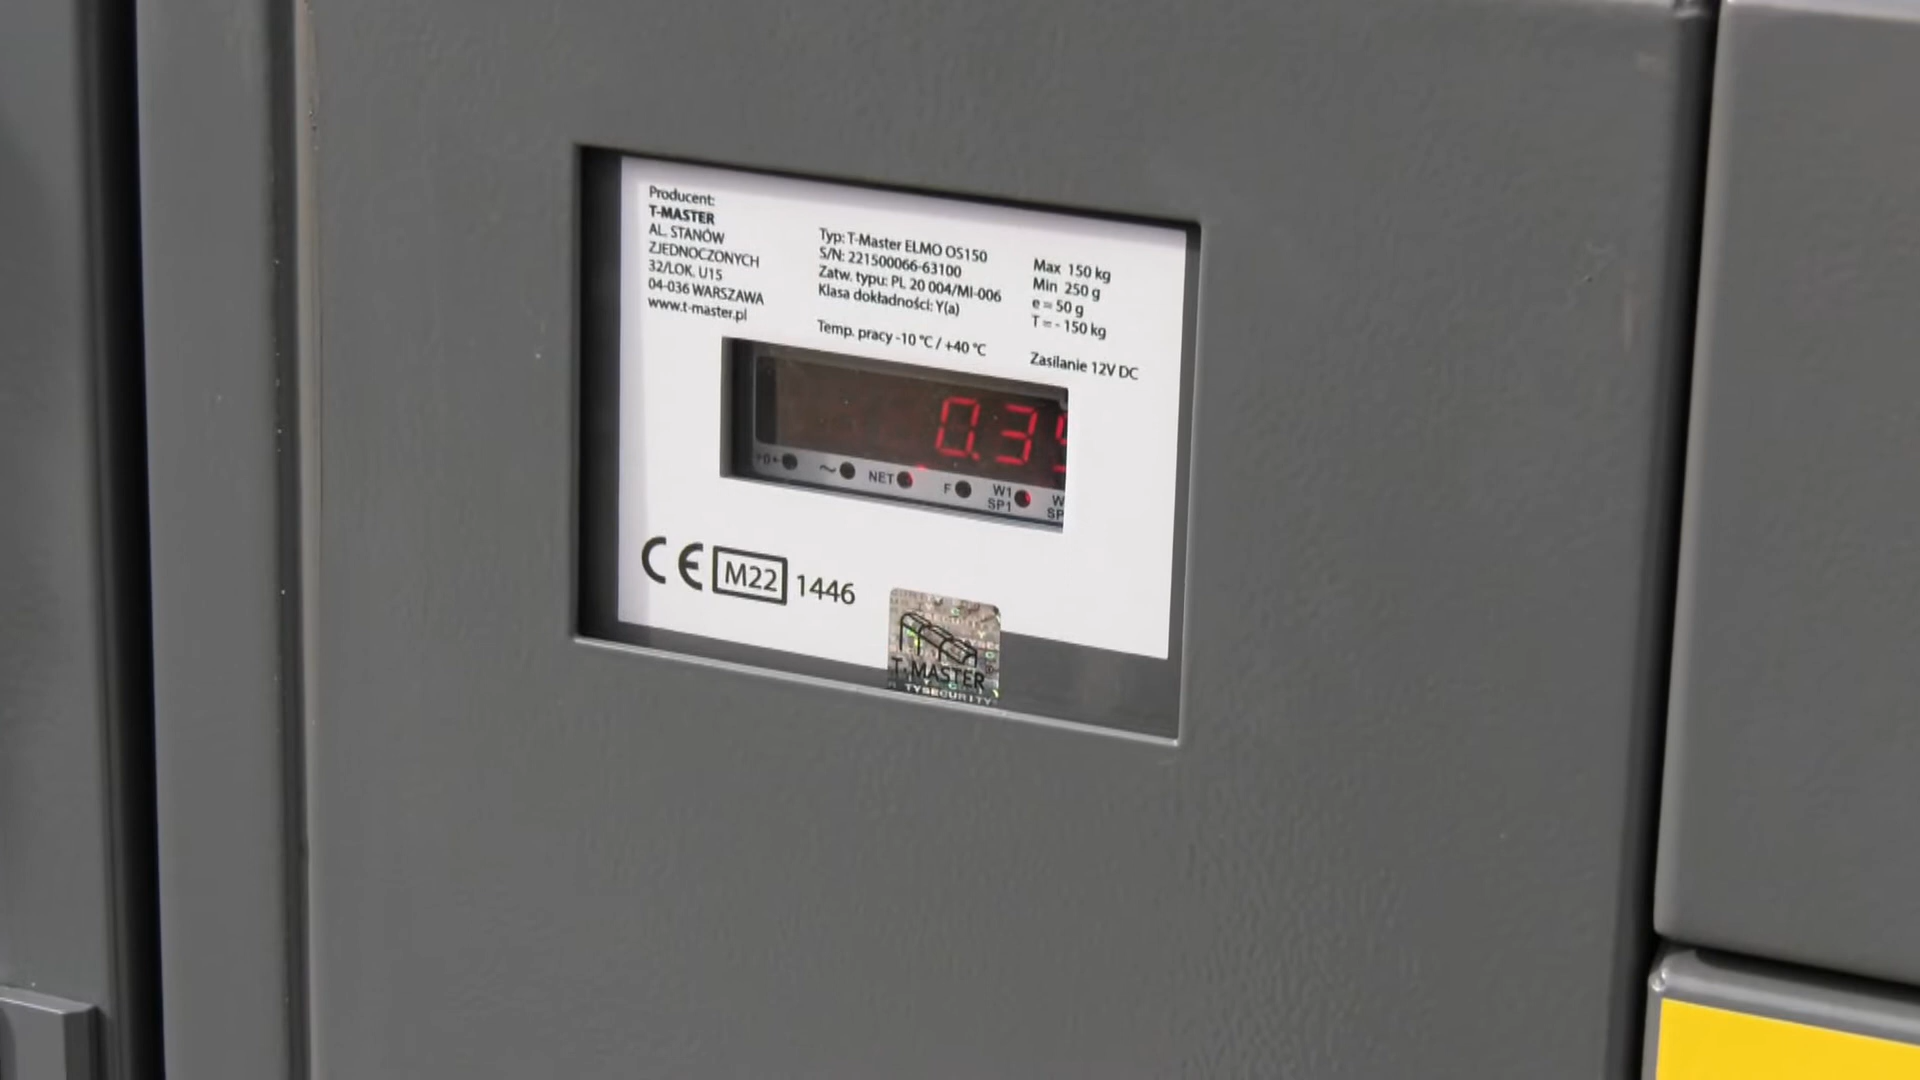 Producent:
T-MASTER
AL. STANÓW
ZJEDNOCZONYCH
32/LOK. U15
04-036 WARSZAWA
www.t-master.pl
Typ: T-Master ELMO OS150
S/N: 221500066-63100
Zatw. typu: PL 20 004/MI-006
Klasa dokładności: Y(a)
Temp. pracy -10 °C / +40 °C
Max 150 kg
Min 250 g
e = 50 g
T = - 150 kg
Zasilanie 12V DC
0.3
NET
F
W1
SP1
CE M22 1446
T-MASTER
TYSECURITY